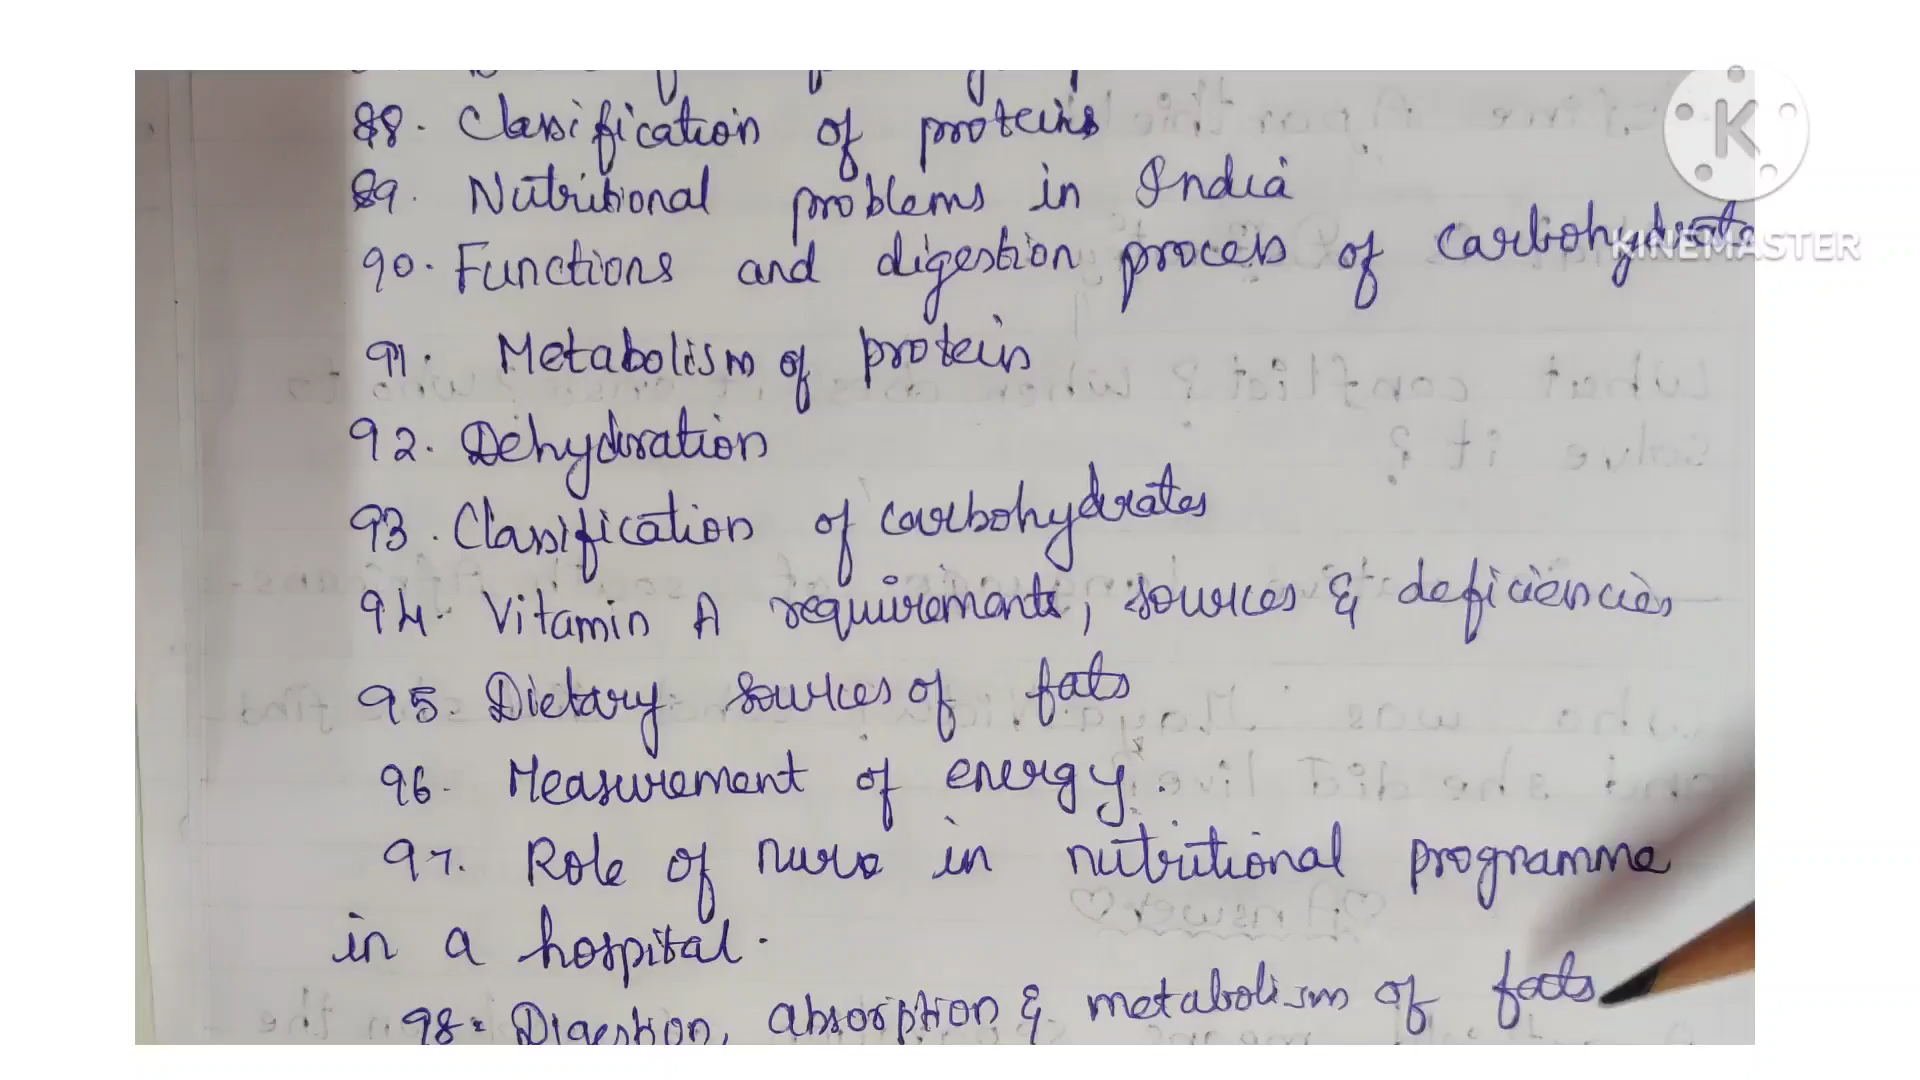 88. Classification of proteins
89. Nutritional problems in India
90. Functions and digestion process of carbohydrate
91. Metabolism of protein
92. Dehydration
93. Classification of carbohydrates
94. Vitamin A requirements, sources & deficiencies
95. Dietary sources of fats
96. Measurement of energy
97. Role of nurse in nutritional programme
in a hospital.
98. Digestion, absorption & metabolism of fats
K
KINEMASTER